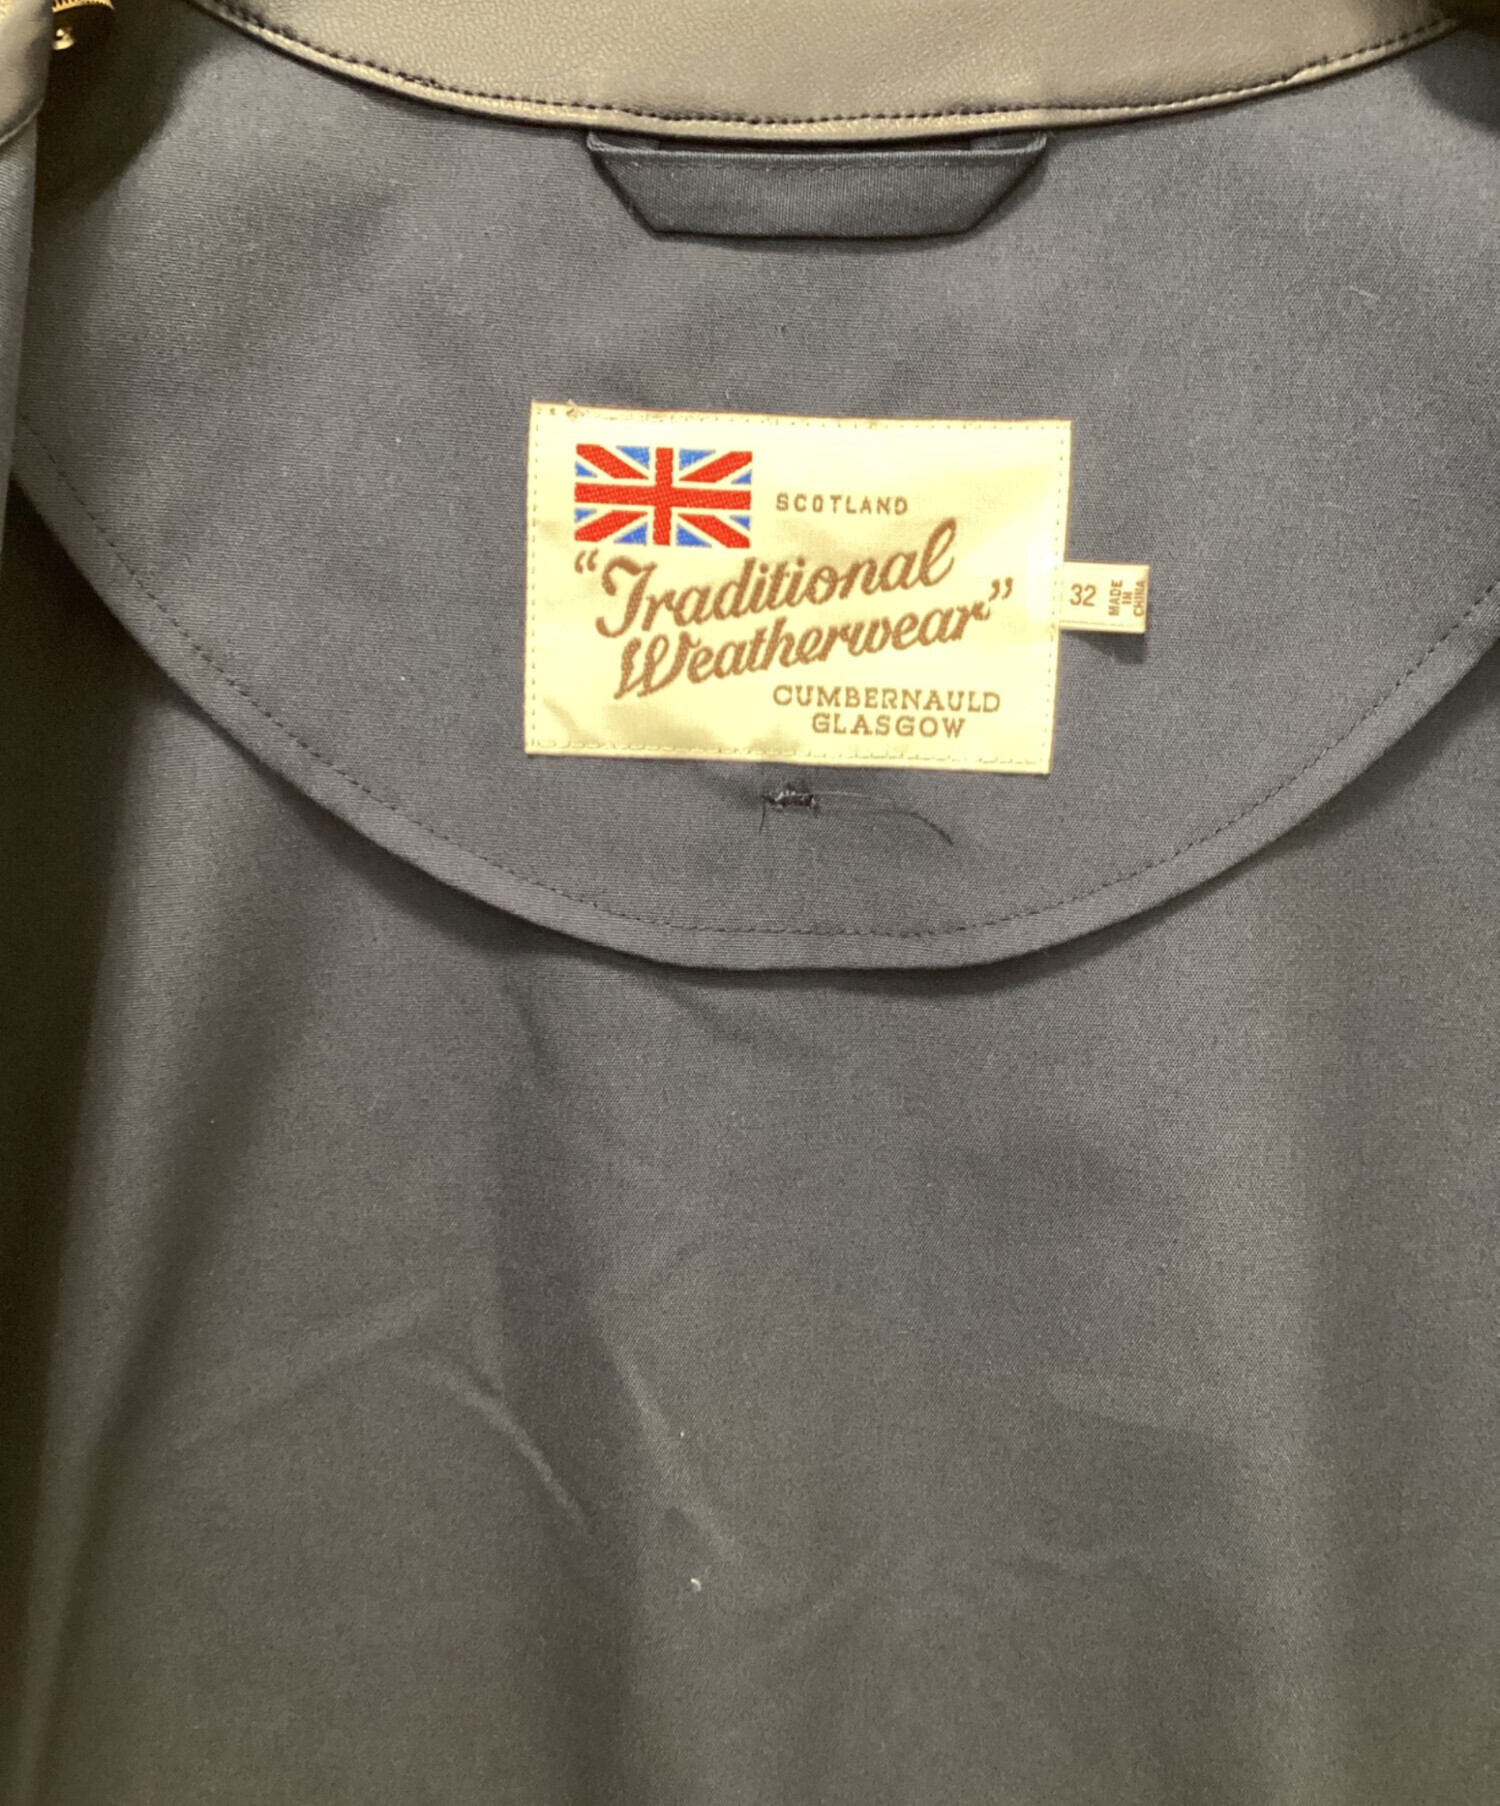 SCOTLAND
“Traditional
Weatherwear”
CUMBERNAULD
GLASGOW
32
MADE
IN
CHINA